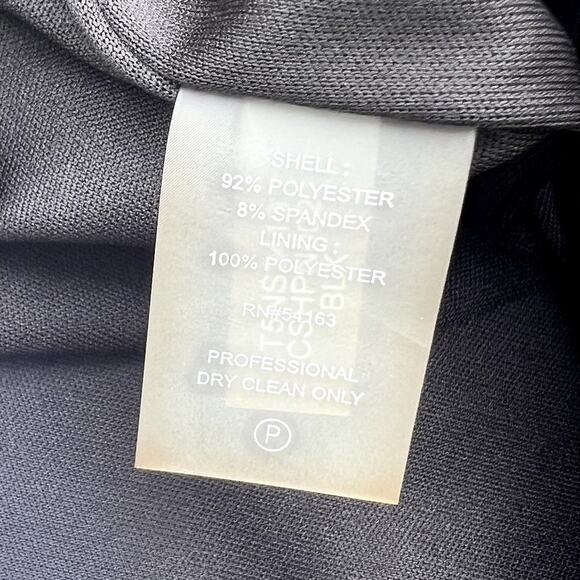 SHELL:
92% POLYESTER
8% SPANDEX
LINING:
100% POLYESTER
RN#54163
PROFESSIONAL
DRY CLEAN ONLY
P